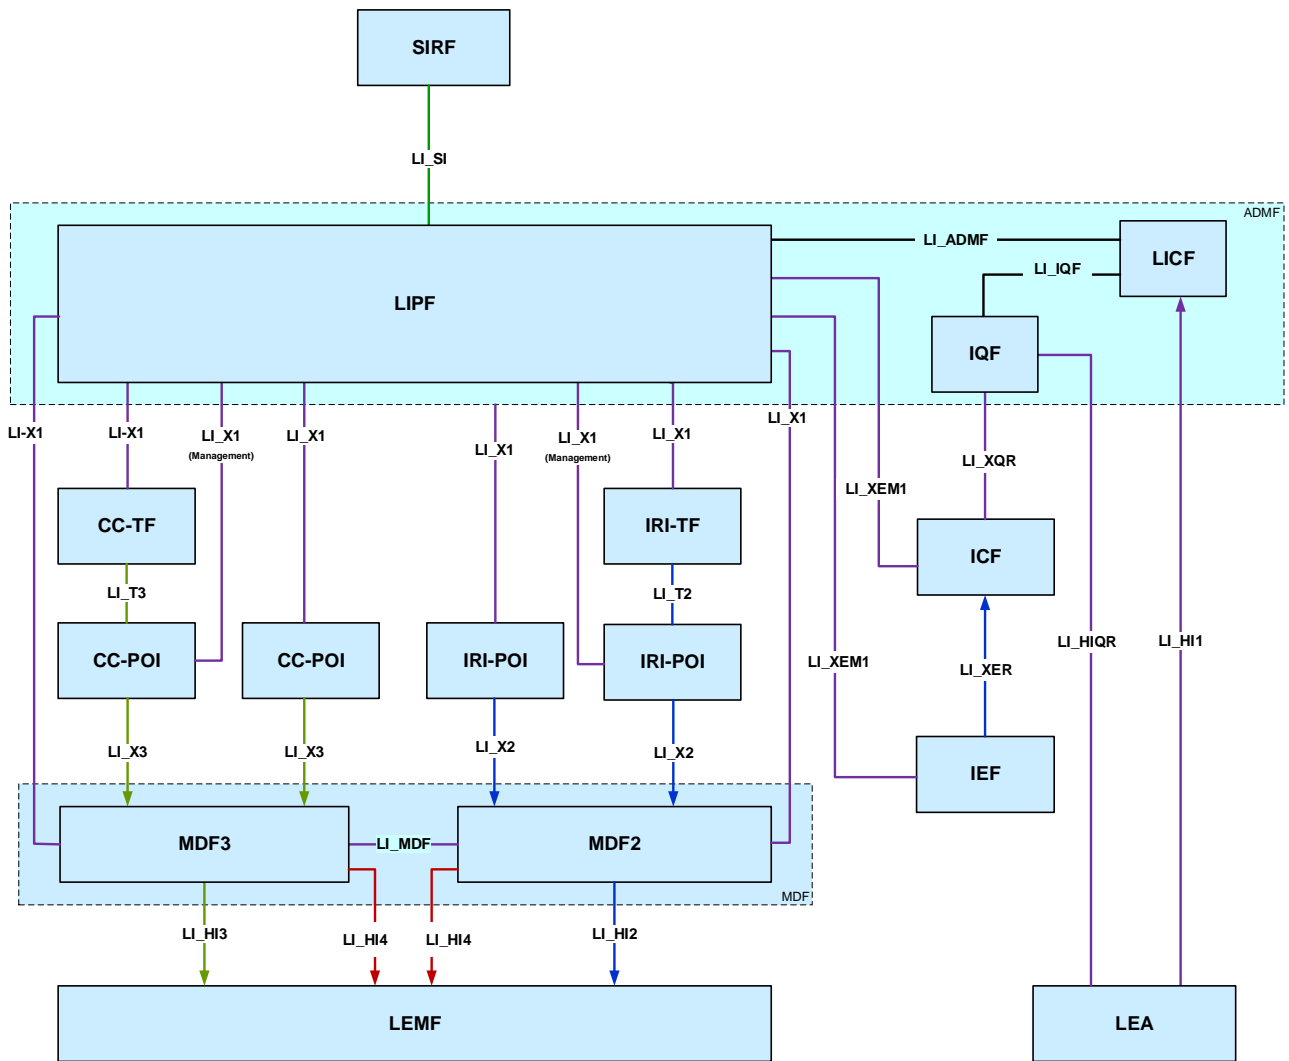 SIRF
LI_SI
ADMF
LI_ADMF
LICF
LI_IQF
LIPF
IQF
LI-X1
LI-X1
LI_X1
(Management)
LI_X1
LI_X1
LI_X1
(Management)
LI_X1
LI_X1
LI_XQR
LI_XEM1
CC-TF
IRI-TF
ICF
LI_T3
LI_T2
LI_HIQR
LI_HI1
CC-POI
CC-POI
IRI-POI
IRI-POI
LI_XEM1
LI_XER
LI_X3
LI_X3
LI_X2
LI_X2
IEF
MDF3
LI_MDF
MDF2
MDF
LI_HI3
LI_HI4
LI_HI4
LI_HI2
LEMF
LEA